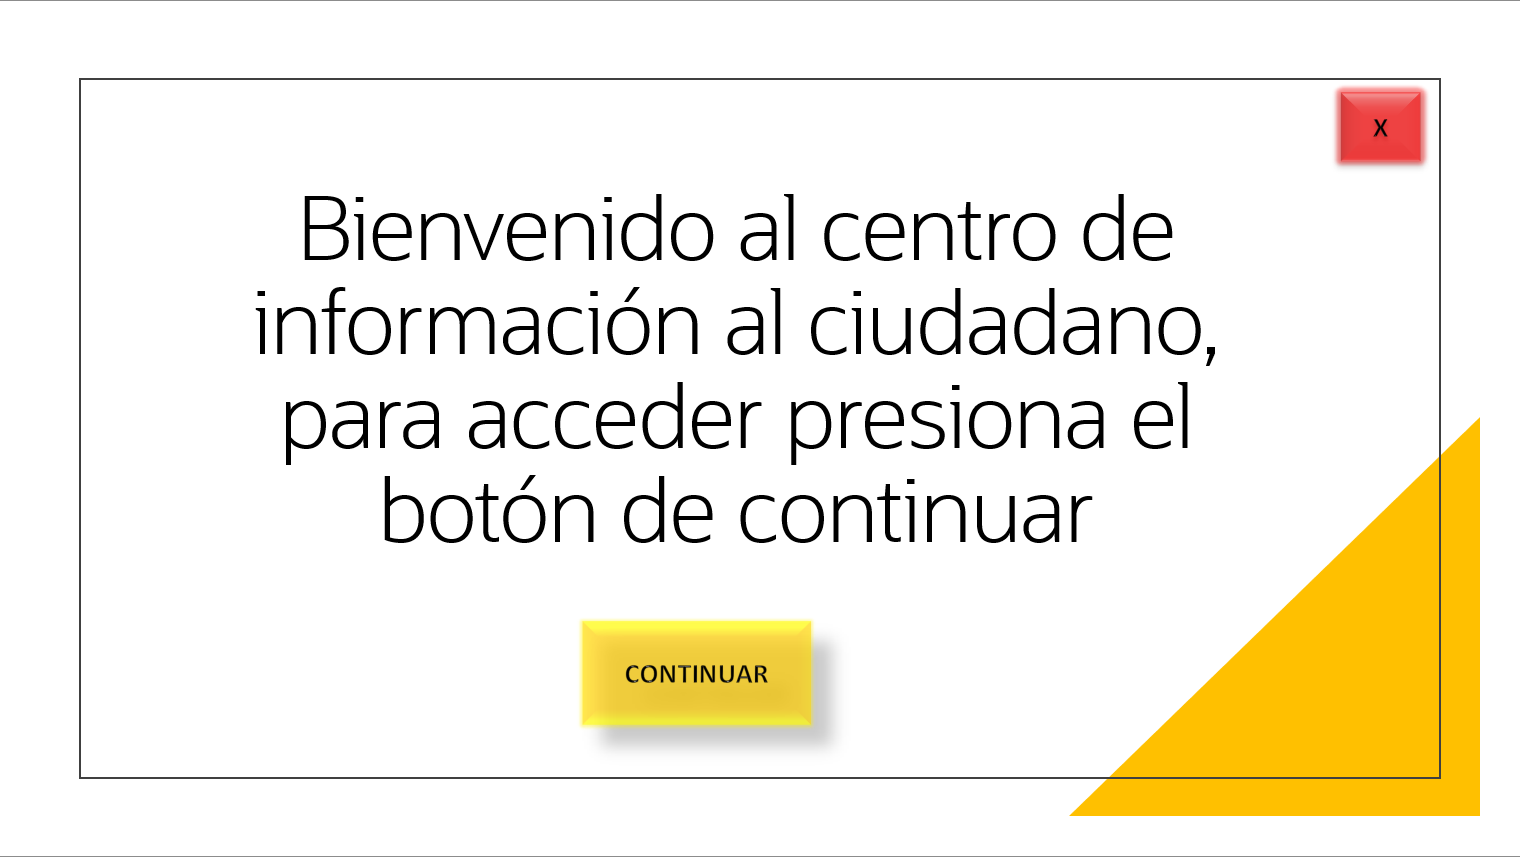 X
Bienvenido al centro de
información al ciudadano,
para acceder presiona el
botón de continuar
CONTINUAR